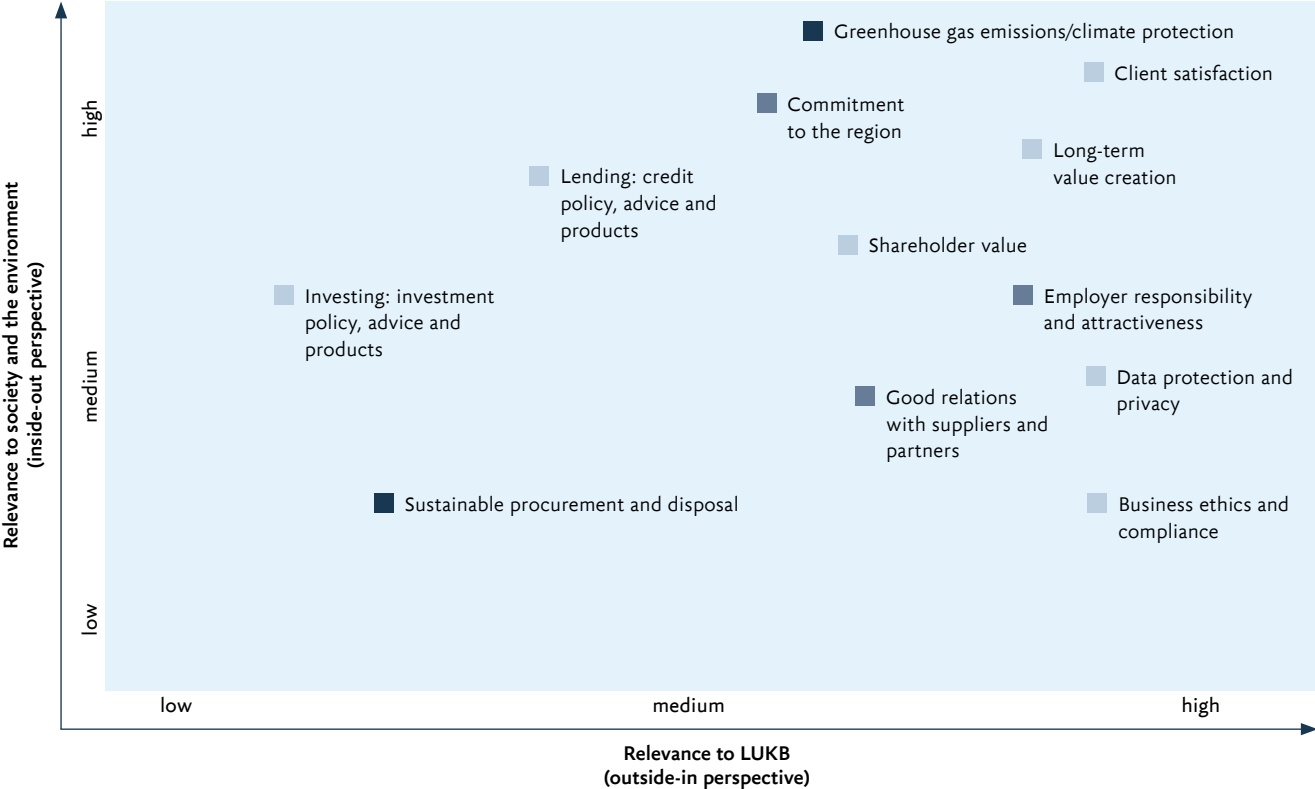 Greenhouse gas emissions/climate protection
Client satisfaction
Commitment
to the region
Long-term
value creation
Lending: credit
policy, advice and
products
Shareholder value
Investing: investment
policy, advice and
products
Employer responsibility
and attractiveness
Data protection and
privacy
Good relations
with suppliers and
partners
Sustainable procurement and disposal
Business ethics and
compliance
Relevance to society and the environment
(inside-out perspective)
high
medium
low
low
medium
high
Relevance to LUKB
(outside-in perspective)